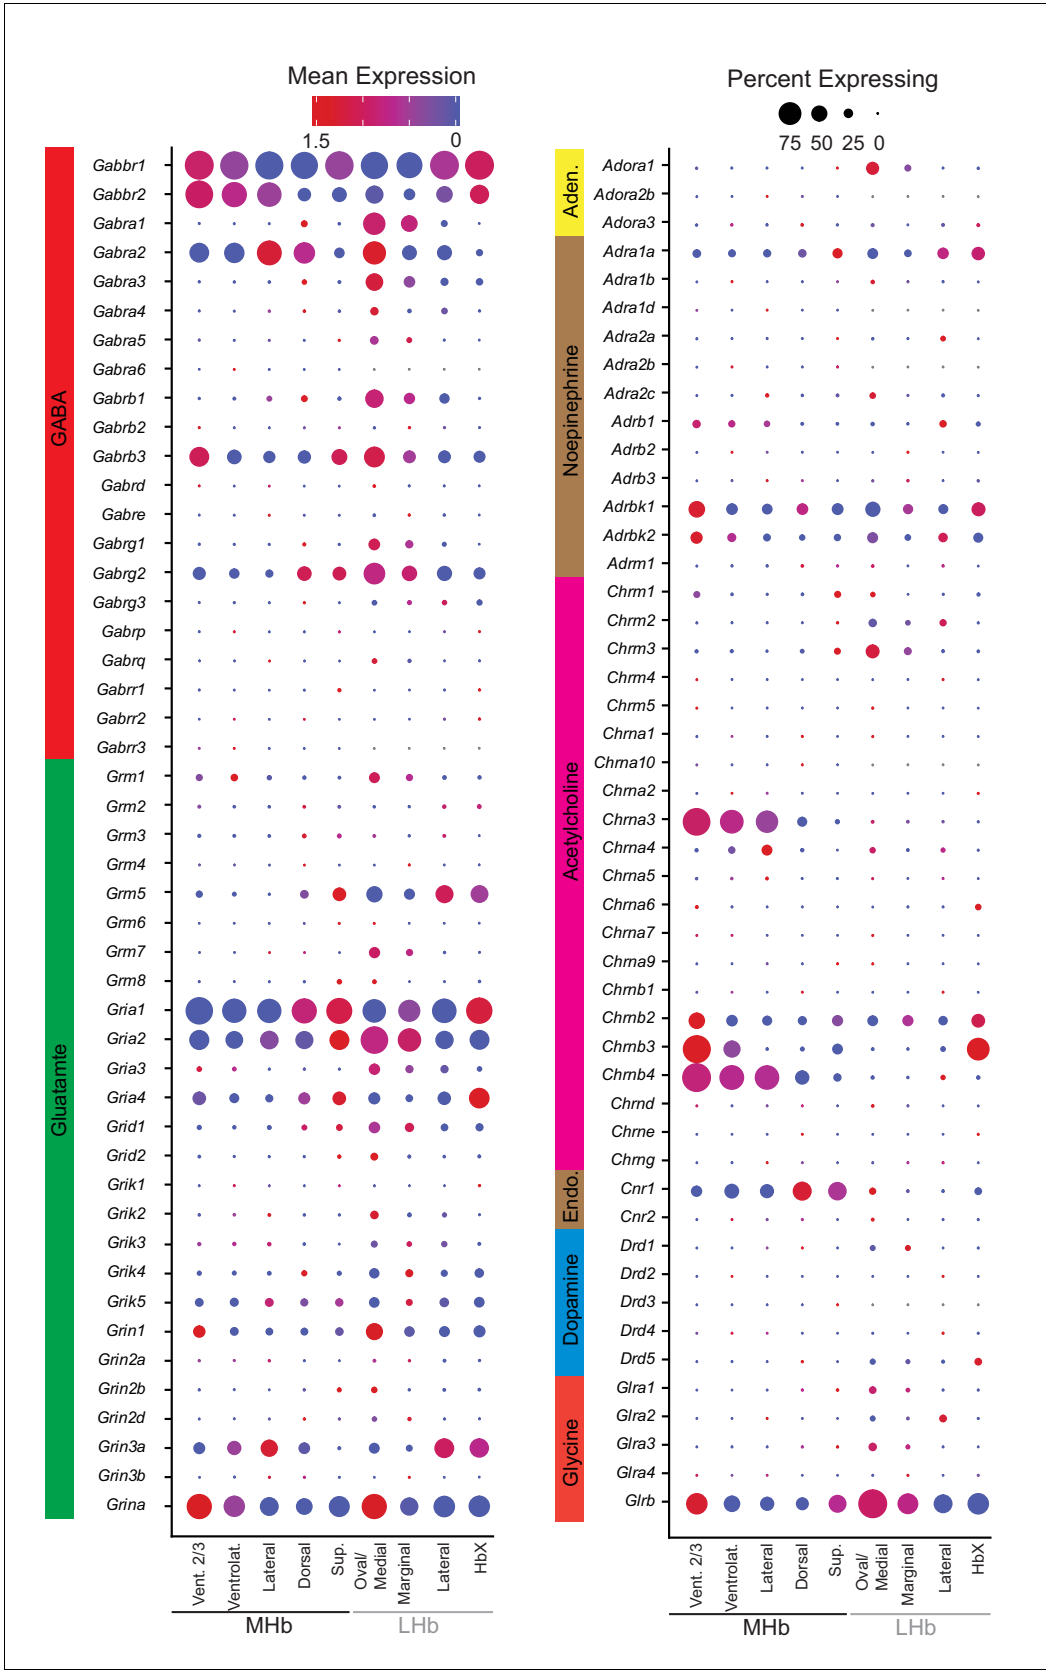 Mean Expression
1.5
0
GABA
Gluatamte
Gabbr1
Gabbr2
Gabra1
Gabra2
Gabra3
Gabra4
Gabra5
Gabra6
Gabrb1
Gabrb2
Gabrb3
Gabrd
Gabre
Gabrg1
Gabrg2
Gabrg3
Gabrp
Gabrq
Gabrr1
Gabrr2
Gabrr3
Grm1
Grm2
Grm3
Grm4
Grm5
Grm6
Grm7
Grm8
Gria1
Gria2
Gria3
Gria4
Grid1
Grid2
Grik1
Grik2
Grik3
Grik4
Grik5
Grin1
Grin2a
Grin2b
Grin2d
Grin3a
Grin3b
Grina
Vent. 2/3
Ventrolat.
Lateral
Dorsal
Sup.
Oval/
Medial
Marginal
Lateral
HbX
MHb
LHb
Percent Expressing
75 50 25 0
Aden.
Noepinephrine
Acetylcholine
Endo.
Dopamine
Glycine
Adora1
Adora2b
Adora3
Adra1a
Adra1b
Adra1d
Adra2a
Adra2b
Adra2c
Adrb1
Adrb2
Adrb3
Adrbk1
Adrbk2
Adrm1
Chrm1
Chrm2
Chrm3
Chrm4
Chrm5
Chrna1
Chrna10
Chrna2
Chrna3
Chrna4
Chrna5
Chrna6
Chrna7
Chrna9
Chrnb1
Chrnb2
Chrnb3
Chrnb4
Chrnd
Chrne
Chrng
Cnr1
Cnr2
Drd1
Drd2
Drd3
Drd4
Drd5
Glra1
Glra2
Glra3
Glra4
Glrb
Vent. 2/3
Ventrolat.
Lateral
Dorsal
Sup.
Oval/
Medial
Marginal
Lateral
HbX
MHb
LHb